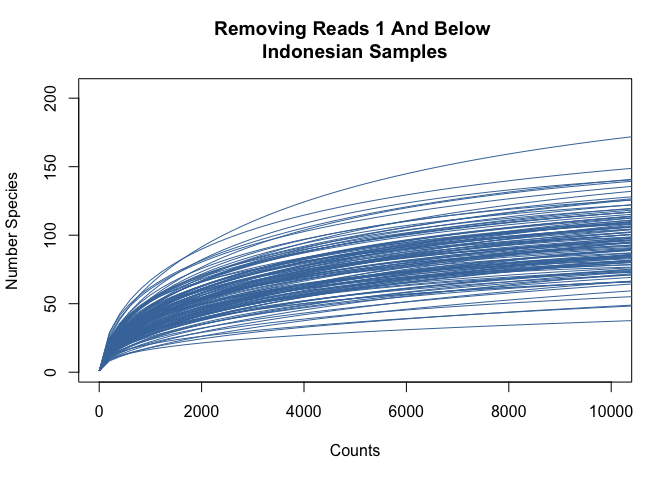 Removing Reads 1 And Below
Indonesian Samples
Number Species
200
150
100
50
0
0 2000 4000 6000 8000 10000
Counts